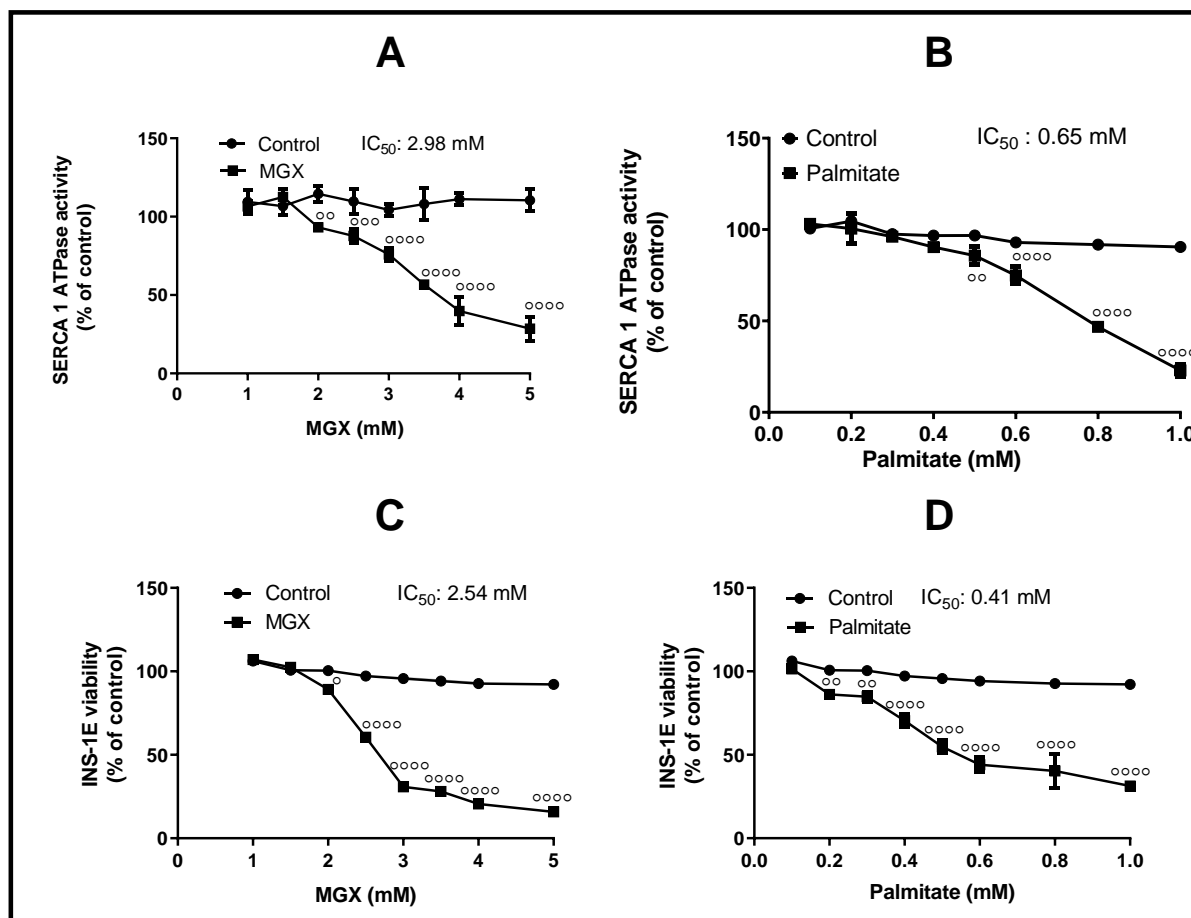 A
Control
IC50: 2.98 mM
MGX
SERCA 1 ATPase activity
(% of control)
150
100
50
0
0 1 2 3 4 5
MGX (mM)
°°
°°°
°°°°
°°°°
°°°°
°°°°
B
Control
IC50 : 0.65 mM
Palmitate
SERCA 1 ATPase activity
(% of control)
150
100
50
0
0.0 0.2 0.4 0.6 0.8 1.0
Palmitate (mM)
°°
°°°°
°°°°
°°°°
C
Control
IC50: 2.54 mM
MGX
INS-1E viability
(% of control)
150
100
50
0
0 1 2 3 4 5
MGX (mM)
°
°°°°
°°°°
°°°°
°°°°
°°°°
D
Control
IC50: 0.41 mM
Palmitate
INS-1E viability
(% of control)
150
100
50
0
0.0 0.2 0.4 0.6 0.8 1.0
Palmitate (mM)
°°
°°
°°°°
°°°°
°°°°
°°°°
°°°°